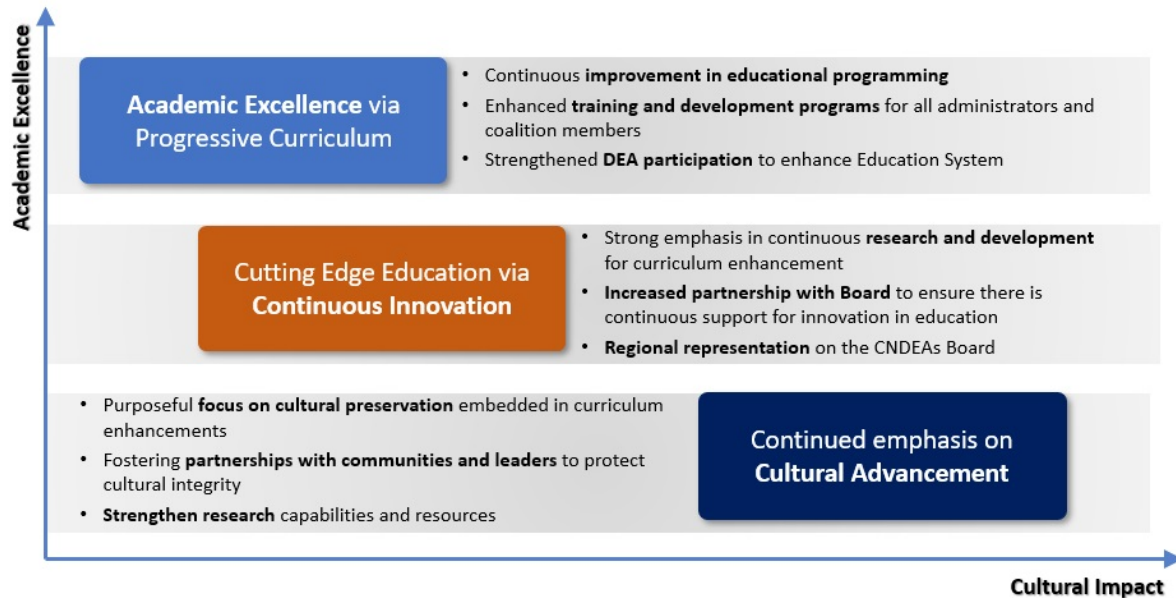 Academic Excellence
Academic Excellence via
Progressive Curriculum
• Continuous improvement in educational programming
• Enhanced training and development programs for all administrators and
coalition members
• Strengthened DEA participation to enhance Education System
Cutting Edge Education via
Continuous Innovation
• Strong emphasis in continuous research and development
for curriculum enhancement
• Increased partnership with Board to ensure there is
continuous support for innovation in education
• Regional representation on the CNDEAs Board
• Purposeful focus on cultural preservation embedded in curriculum
enhancements
• Fostering partnerships with communities and leaders to protect
cultural integrity
• Strengthen research capabilities and resources
Continued emphasis on
Cultural Advancement
Cultural Impact